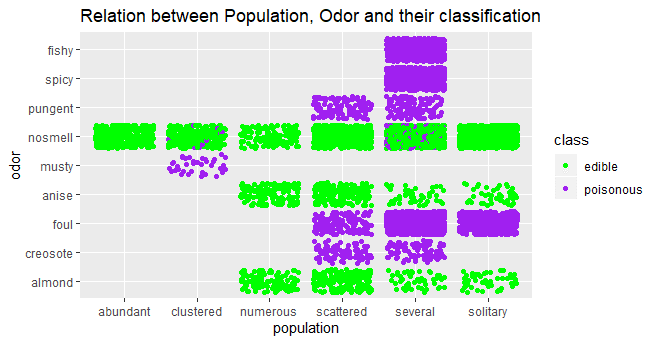 Relation between Population, Odor and their classification
fishy
spicy
pungent
nosmell
musty
anise
foul
creosote
almond
odor
abundant clustered numerous scattered several solitary
population
class
edible
poisonous